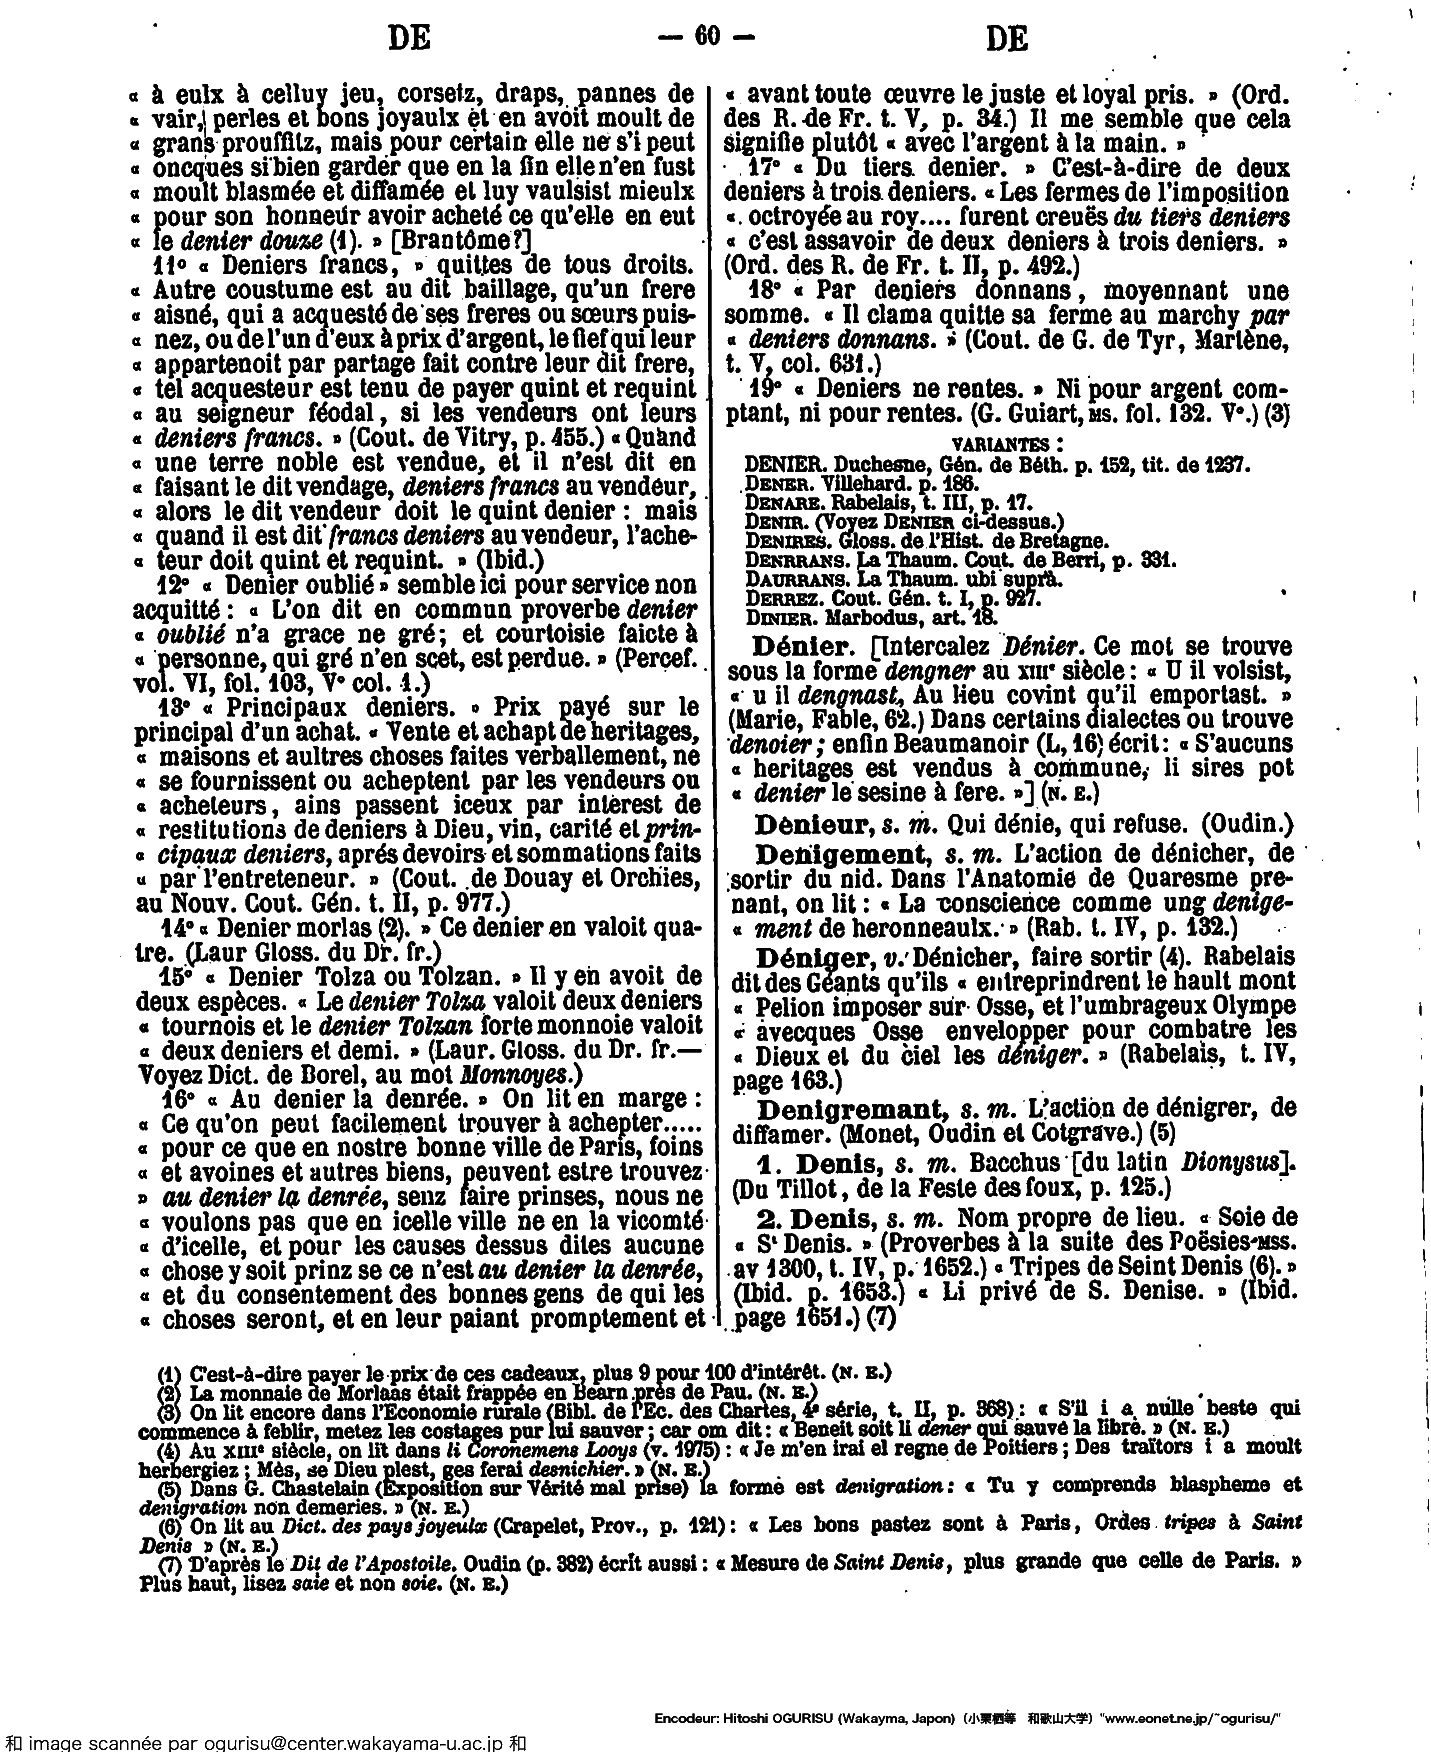 DE — 60 — DE
« à eulx à celluy jeu, corsetz, draps, pannes de
« vair, perles et bons joyaulx et en avoit moult de
« grans prouffitz, mais pour certain elle ne s'i peut
« oncques si bien garder que en la fin elle n'en fust
« moult blasmée et diffamée et luy vaulsist mieulx
« pour son honneur avoir acheté ce qu'elle en eut
« le denier douze (1). » [Brantôme?]
11° « Deniers francs, » quittes de tous droits.
« Autre coustume est au dit baillage, qu'un frere
« aisné, qui a acquesté de ses freres ou sœurs puis-
« nez, ou de l'un d'eux à prix d'argent, le fief qui leur
« appartenoit par partage fait contre leur dit frere,
« tel acquesteur est tenu de payer quint et requint
« au seigneur féodal, si les vendeurs ont leurs
« deniers francs. » (Cout. de Vitry, p. 455.) « Quand
« une terre noble est vendue, et il n'est dit en
« faisant le dit vendage, deniers francs au vendeur,
« alors le dit vendeur doit le quint denier : mais
« quand il est dit francs deniers au vendeur, l'ache-
« teur doit quint et requint. » (Ibid.)
12° « Denier oublié » semble ici pour service non
acquitté : « L'on dit en commun proverbe denier
« oublié n'a grace ne gré; et courtoisie faicte à
« personne, qui gré n'en scet, est perdue. » (Percef.
vol. VI, fol. 103, V° col. 1.)
13° « Principaux deniers. » Prix payé sur le
principal d'un achat. « Vente et achapt de heritages,
« maisons et aultres choses faites verballement, ne
« se fournissent ou acheptent par les vendeurs ou
« acheteurs, ains passent iceux par interest de
« restitutions de deniers à Dieu, vin, carité et prin-
« cipaux deniers, aprés devoirs et sommations faits
« par l'entreteneur. » (Cout. de Douay et Orchies,
au Nouv. Cout. Gén. t. II, p. 977.)
14° « Denier morlas (2). » Ce denier en valoit qua-
tre. (Laur Gloss. du Dr. fr.)
15° « Denier Tolza ou Tolzan. » Il y en avoit de
deux espèces. « Le denier Tolza valoit deux deniers
« tournois et le denier Tolzan forte monnoie valoit
« deux deniers et demi. » (Laur. Gloss. du Dr. fr.—
Voyez Dict. de Borel, au mot Monnoyes.)
16° « Au denier la denrée. » On lit en marge :
« Ce qu'on peut facilement trouver à achepter.....
« pour ce que en nostre bonne ville de Paris, foins
« et avoines et autres biens, peuvent estre trouvez
» au denier la denrée, senz faire prinses, nous ne
« voulons pas que en icelle ville ne en la vicomté
« d'icelle, et pour les causes dessus dites aucune
« chose y soit prinz se ce n'est au denier la denrée,
« et du consentement des bonnes gens de qui les
« choses seront, et en leur paiant promptement et
« avant toute œuvre le juste et loyal pris. » (Ord.
des R. de Fr. t. V, p. 34.) Il me semble que cela
signifie plutôt « avec l'argent à la main. »
17° « Du tiers denier. » C'est-à-dire de deux
deniers à trois deniers. « Les fermes de l'imposition
« octroyée au roy.... furent creuës du tiers deniers
« c'est assavoir de deux deniers à trois deniers. »
(Ord. des R. de Fr. t. II, p. 492.)
18° « Par deniers donnans, moyennant une
somme. « Il clama quitte sa ferme au marchy par
« deniers donnans. » (Cout. de G. de Tyr, Martène,
t. V, col. 631.)
19° « Deniers ne rentes. » Ni pour argent com-
ptant, ni pour rentes. (G. Guiart, MS. fol. 132. V°.) (3)
VARIANTES :
DENIER. Duchesne, Gén. de Béth. p. 152, tit. de 1237.
DENER. Villehard. p. 186.
DENARE. Rabelais, t. III, p. 17.
DENIR. (Voyez DENIER ci-dessus.)
DENIRES. Gloss. de l'Hist. de Bretagne.
DENRRANS. La Thaum. Cout. de Berri, p. 331.
DAURRANS. La Thaum. ubi suprà.
DERREZ. Cout. Gén. t. I, p. 927.
DINIER. Marbodus, art. 18.
Dénier. [Intercalez Dénier. Ce mot se trouve
sous la forme dengner au XIIIe siècle : « U il volsist,
« u il dengnast, Au lieu covint qu'il emportast. »
(Marie, Fable, 62.) Dans certains dialectes ou trouve
denoier ; enfin Beaumanoir (L, 16) écrit : « S'aucuns
« heritages est vendus à commune, li sires pot
« denier le sesine à fere. »] (N. E.)
Dénieur, s. m. Qui dénie, qui refuse. (Oudin.)
Denigement, s. m. L'action de dénicher, de
sortir du nid. Dans l'Anatomie de Quaresme pre-
nant, on lit : « La conscience comme ung denige-
« ment de heronneaulx. » (Rab. t. IV, p. 132.)
Déniger, v. Dénicher, faire sortir (4). Rabelais
dit des Géants qu'ils « entreprindrent le hault mont
« Pelion imposer sur Osse, et l'umbrageux Olympe
« avecques Osse envelopper pour combatre les
« Dieux et du ciel les déniger. » (Rabelais, t. IV,
page 163.)
Denigremant, s. m. L'action de dénigrer, de
diffamer. (Monet, Oudin et Cotgrave.) (5)
1. Denis, s. m. Bacchus [du latin Dionysus].
(Du Tillot, de la Feste des foux, p. 125.)
2. Denis, s. m. Nom propre de lieu. « Soie de
« St Denis. » (Proverbes à la suite des Poësies MSS.
av 1300, t. IV, p. 1652.) « Tripes de Seint Denis (6). »
(Ibid. p. 1653.) « Li privé de S. Denise. » (Ibid.
page 1651.) (7)
(1) C'est-à-dire payer le prix de ces cadeaux, plus 9 pour 100 d'intérêt. (N. E.)
(2) La monnaie de Morlaas était frappée en Bearn près de Pau. (N. E.)
(3) On lit encore dans l'Economie rurale (Bibl. de l'Ec. des Chartes, 4e série, t. II, p. 368) : « S'il i a nulle beste qui
commence à feblir, metez les costages pur lui sauver ; car om dit : « Beneit soit li dener qui sauve la libre. » (N. E.)
(4) Au XIIIe siècle, on lit dans li Coronemens Looys (v. 1975) : « Je m'en irai el regne de Poitiers ; Des traïtors i a moult
herbergiez ; Mès, se Dieu plest, ges ferai desnichier. » (N. E.)
(5) Dans G. Chastelain (Exposition sur Vérité mal prise) la forme est denigration : « Tu y comprends blaspheme et
denigration non demeries. » (N. E.)
(6) On lit au Dict. des pays joyeulx (Crapelet, Prov., p. 121) : « Les bons pastez sont à Paris, Ordes tripes à Saint
Denis » (N. E.)
(7) D'après le Dit de l'Apostoile. Oudin (p. 382) écrit aussi : « Mesure de Saint Denis, plus grande que celle de Paris. »
Plus haut, lisez saie et non soie. (N. E.)
Encodeur: Hitoshi OGURISU (Wakayma, Japon) (小栗栖等 和歌山大学) "www.eonet.ne.jp/~ogurisu/"
和 image scannée par ogurisu@center.wakayama-u.ac.jp 和